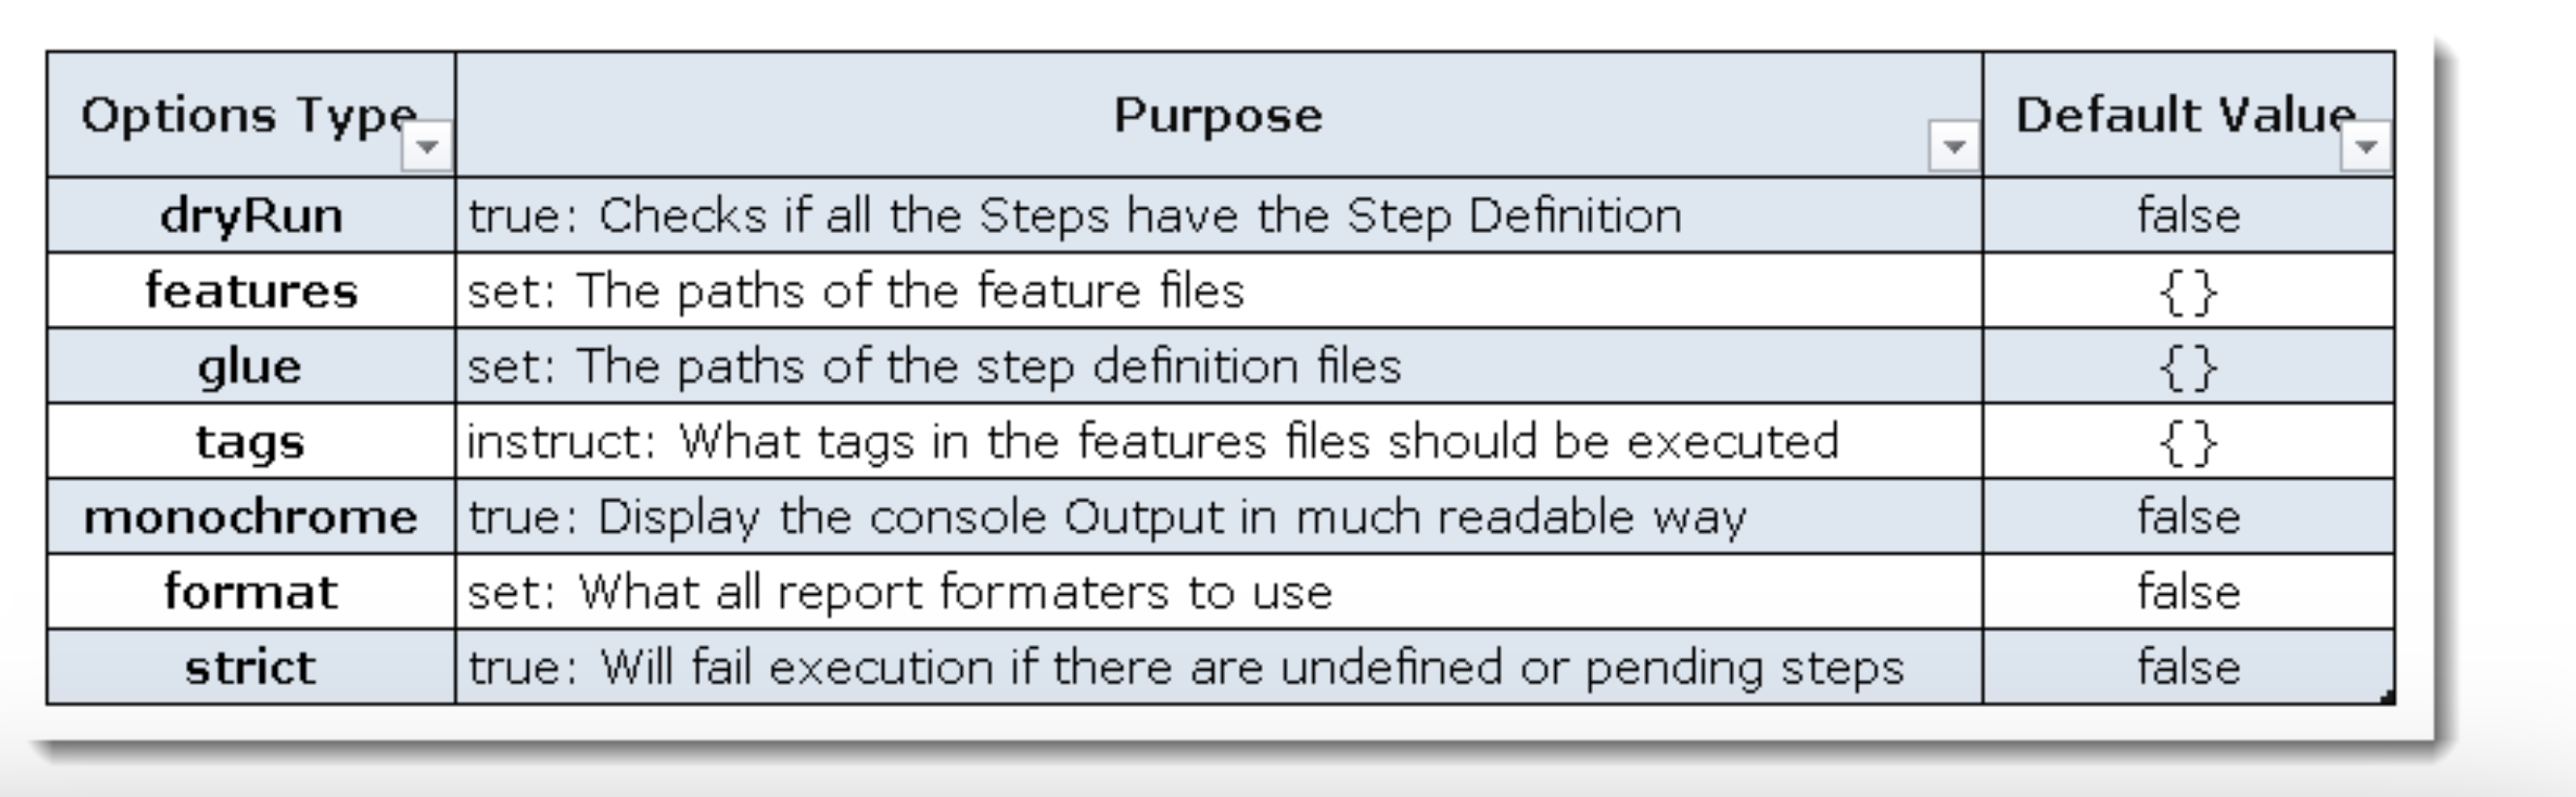 Options Type Purpose Default Value
dryRun true: Checks if all the Steps have the Step Definition false
features set: The paths of the feature files {}
glue set: The paths of the step definition files {}
tags instruct: What tags in the features files should be executed {}
monochrome true: Display the console Output in much readable way false
format set: What all report formaters to use false
strict true: Will fail execution if there are undefined or pending steps false